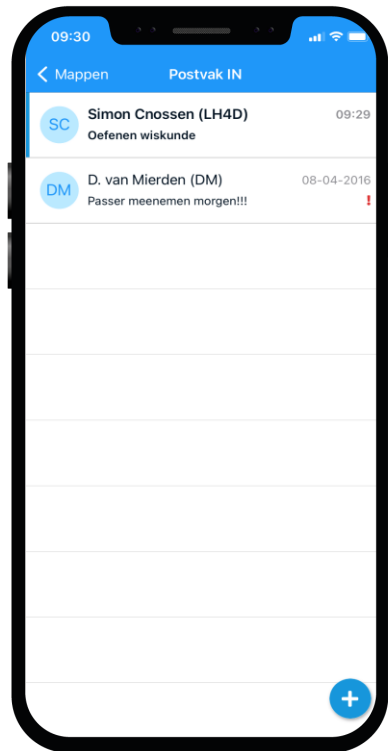 09:30
Mappen Postvak IN
SC Simon Cnossen (LH4D) 09:29
Oefenen wiskunde
DM D. van Mierden (DM) 08-04-2016
Passer meenemen morgen!!! !
+